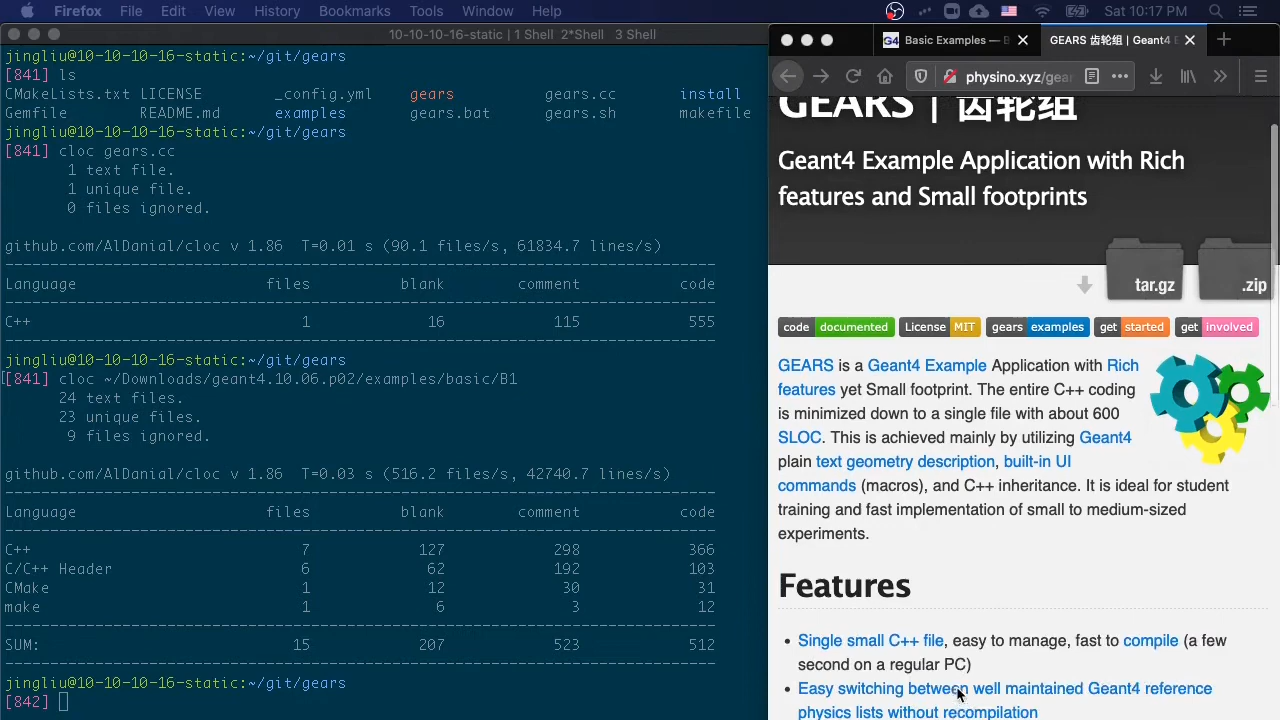 Firefox File Edit View History Bookmarks Tools Window Help Sat 10:17 PM
10-10-10-16-static | 1 Shell 2*Shell 3 Shell
jingliu@10-10-10-16-static:~/git/gears
[841] ls
CMakeLists.txt LICENSE _config.yml gears gears.cc install
Gemfile README.md examples gears.bat gears.sh makefile
jingliu@10-10-10-16-static:~/git/gears
[841] cloc gears.cc
1 text file.
1 unique file.
0 files ignored.
github.com/AlDanial/cloc v 1.86 T=0.01 s (90.1 files/s, 61834.7 lines/s)
-------------------------------------------------------------------------------
Language files blank comment code
-------------------------------------------------------------------------------
C++ 1 16 115 555
-------------------------------------------------------------------------------
jingliu@10-10-10-16-static:~/git/gears
[841] cloc ~/Downloads/geant4.10.06.p02/examples/basic/B1
24 text files.
23 unique files.
9 files ignored.
github.com/AlDanial/cloc v 1.86 T=0.03 s (516.2 files/s, 42740.7 lines/s)
-------------------------------------------------------------------------------
Language files blank comment code
-------------------------------------------------------------------------------
C++ 7 127 298 366
C/C++ Header 6 62 192 103
CMake 1 12 30 31
make 1 6 3 12
-------------------------------------------------------------------------------
SUM: 15 207 523 512
-------------------------------------------------------------------------------
jingliu@10-10-10-16-static:~/git/gears
[842]
G4 Basic Examples — B GEARS 齿轮组 | Geant4 E
physino.xyz/gear
GEARS | 齿轮组
Geant4 Example Application with Rich
features and Small footprints
tar.gz .zip
code documented License MIT gears examples get started get involved
GEARS is a Geant4 Example Application with Rich
features yet Small footprint. The entire C++ coding
is minimized down to a single file with about 600
SLOC. This is achieved mainly by utilizing Geant4
plain text geometry description, built-in UI
commands (macros), and C++ inheritance. It is ideal for student
training and fast implementation of small to medium-sized
experiments.
Features
• Single small C++ file, easy to manage, fast to compile (a few
second on a regular PC)
• Easy switching between well maintained Geant4 reference
physics lists without recompilation